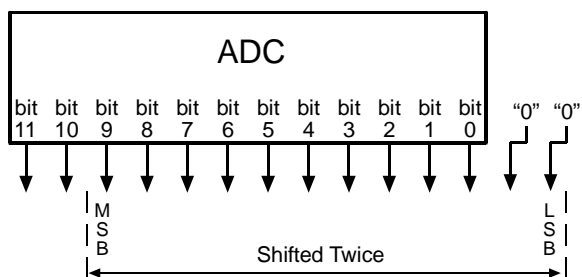 ADC
bit bit bit bit bit bit bit bit bit bit bit bit “0” “0”
11 10 9 8 7 6 5 4 3 2 1 0
MSB
LSB
Shifted Twice